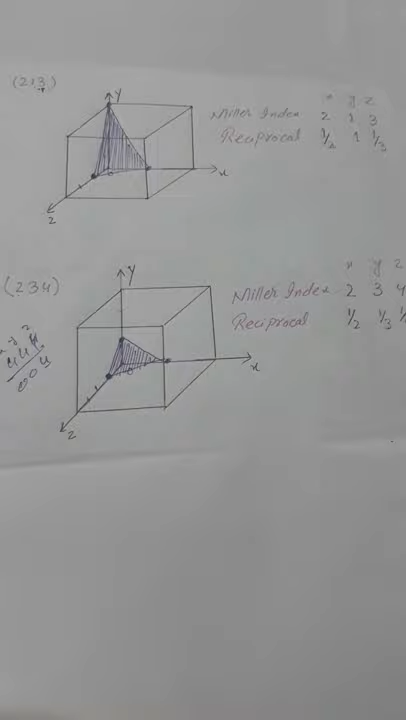 (213)
y
x
z
x y z
Miller Index 2 1 3
Reciprocal 1/2 1 1/3
(234)
y
x
z
x y z
Miller Index 2 3 4
Reciprocal 1/2 1/3